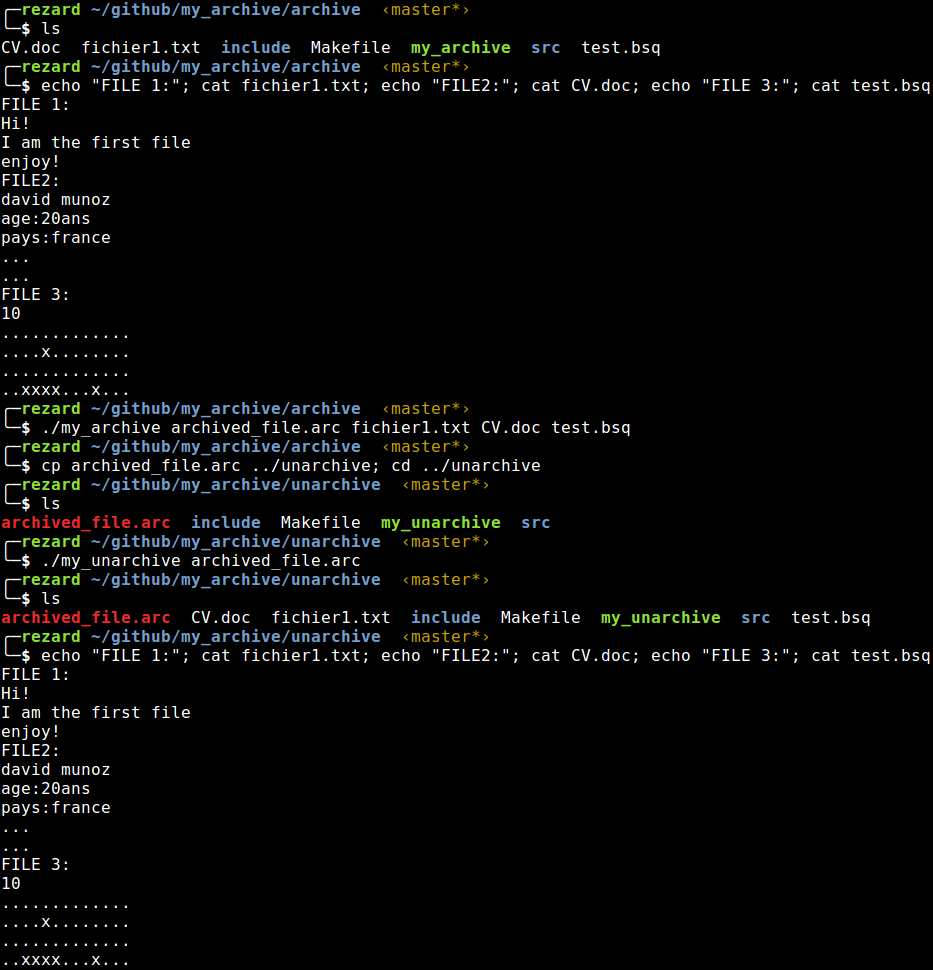 ╭─rezard ~/github/my_archive/archive  ‹master*›
╰─$ ls
CV.doc  fichier1.txt  include  Makefile  my_archive  src  test.bsq
╭─rezard ~/github/my_archive/archive  ‹master*›
╰─$ echo "FILE 1:"; cat fichier1.txt; echo "FILE2:"; cat CV.doc; echo "FILE 3:"; cat test.bsq
FILE 1:
Hi!
I am the first file
enjoy!
FILE2:
david munoz
age:20ans
pays:france
...
...
FILE 3:
10
.............
....x........
.............
..xxxx...x...
╭─rezard ~/github/my_archive/archive  ‹master*›
╰─$ ./my_archive archived_file.arc fichier1.txt CV.doc test.bsq
╭─rezard ~/github/my_archive/archive  ‹master*›
╰─$ cp archived_file.arc ../unarchive; cd ../unarchive
╭─rezard ~/github/my_archive/unarchive  ‹master*›
╰─$ ls
archived_file.arc  include  Makefile  my_unarchive  src
╭─rezard ~/github/my_archive/unarchive  ‹master*›
╰─$ ./my_unarchive archived_file.arc
╭─rezard ~/github/my_archive/unarchive  ‹master*›
╰─$ ls
archived_file.arc  CV.doc  fichier1.txt  include  Makefile  my_unarchive  src  test.bsq
╭─rezard ~/github/my_archive/unarchive  ‹master*›
╰─$ echo "FILE 1:"; cat fichier1.txt; echo "FILE2:"; cat CV.doc; echo "FILE 3:"; cat test.bsq
FILE 1:
Hi!
I am the first file
enjoy!
FILE2:
david munoz
age:20ans
pays:france
...
...
FILE 3:
10
.............
....x........
.............
..xxxx...x...